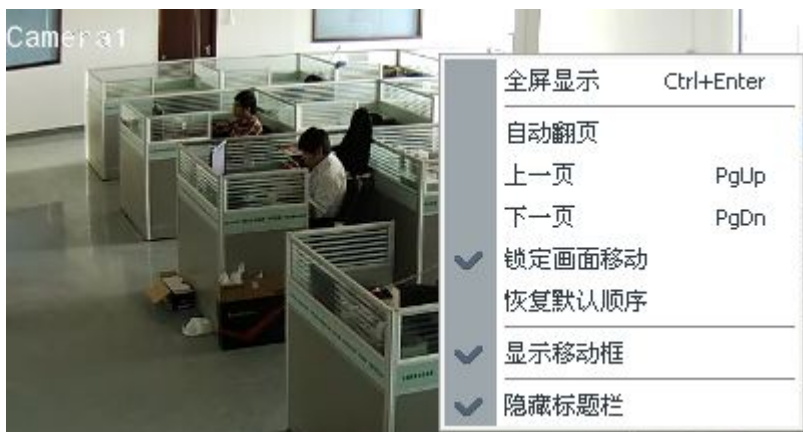 Camera1
全屏显示 Ctrl+Enter
自动翻页
上一页 PgUp
下一页 PgDn
锁定画面移动
恢复默认顺序
显示移动框
隐藏标题栏